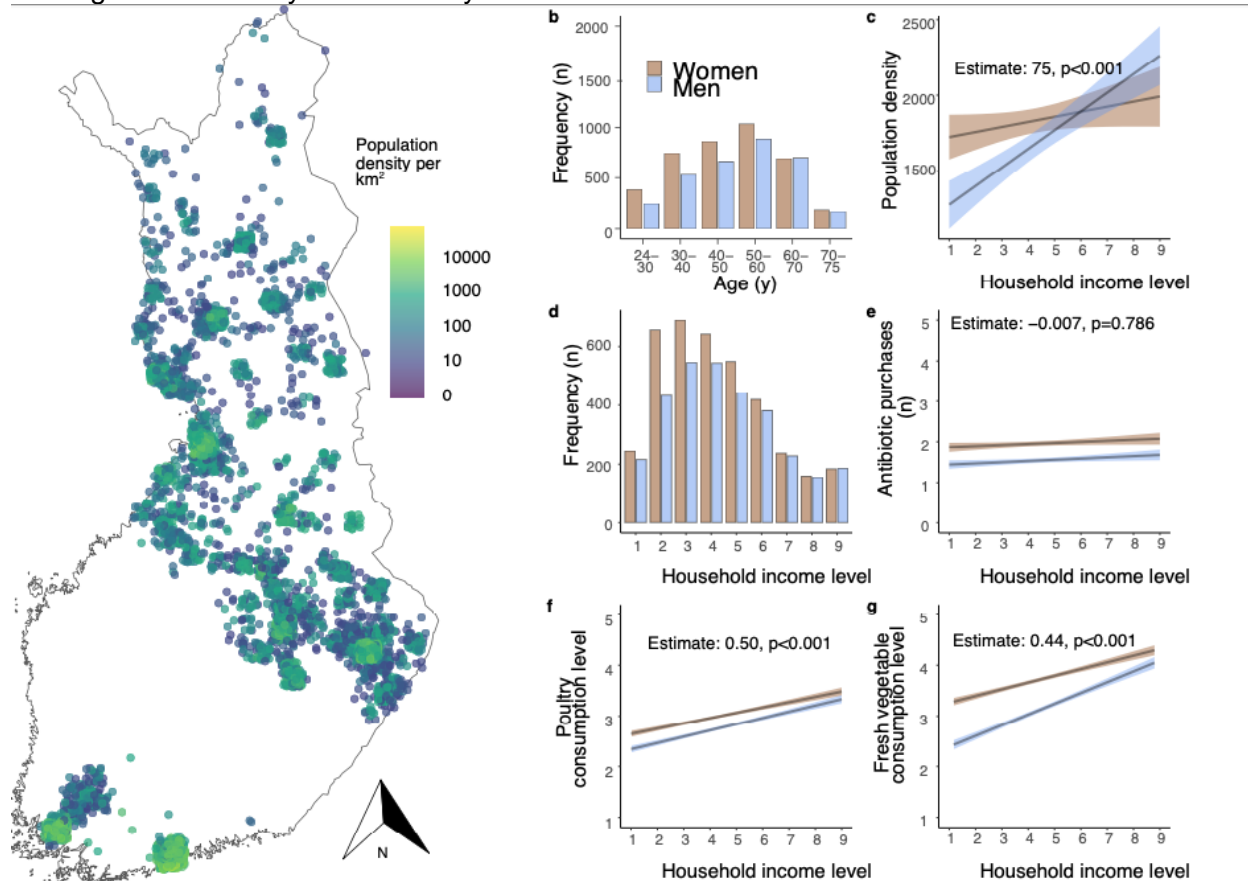 Population
density per
km²
10000
1000
100
10
0
N
b
Frequency (n)
2000
1500
1000
500
0
Women
Men
24–
30
30–
40
40–
50
50–
60
60–
70
70–
75
Age (y)
c
Population density
2500
2000
1500
Estimate: 75, p<0.001
1 2 3 4 5 6 7 8 9
Household income level
d
Frequency (n)
600
400
200
0
1 2 3 4 5 6 7 8 9
Household income level
e
Antibiotic purchases
(n)
5
4
3
2
1
0
Estimate: −0.007, p=0.786
1 2 3 4 5 6 7 8 9
Household income level
f
Poultry
consumption level
5
4
3
2
1
Estimate: 0.50, p<0.001
1 2 3 4 5 6 7 8 9
Household income level
g
Fresh vegetable
consumption level
5
4
3
2
1
Estimate: 0.44, p<0.001
1 2 3 4 5 6 7 8 9
Household income level